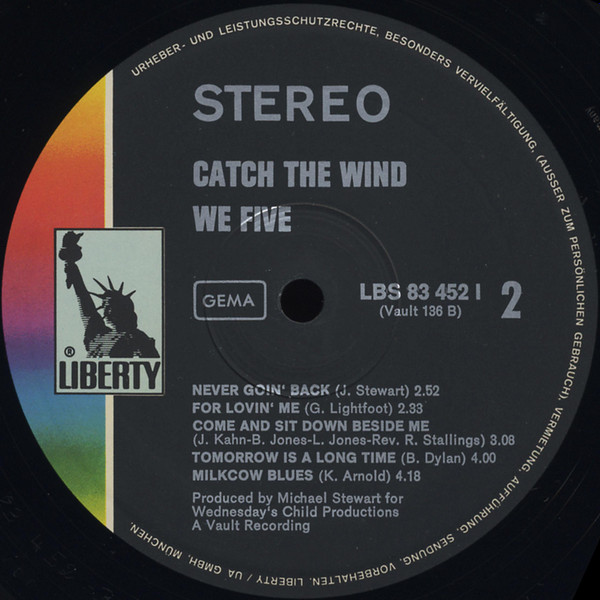 URHEBER- UND LEISTUNGSSCHUTZRECHTE, BESONDERS VERVIELFÄLTIGUNG, (AUSSER ZUM PERSÖNLICHEN GEBRAUCH), VERMIETUNG, AUFFÜHRUNG, SENDUNG, VORBEHALTEN. LIBERTY / UA GMBH, MÜNCHEN.
STEREO
CATCH THE WIND
WE FIVE
GEMA
LBS 83 452 I
(Vault 136 B)
2
® LIBERTY
NEVER GOIN' BACK (J. Stewart) 2.52
FOR LOVIN' ME (G. Lightfoot) 2.33
COME AND SIT DOWN BESIDE ME
(J. Kahn-B. Jones-L. Jones-Rev. R. Stallings) 3.08
TOMORROW IS A LONG TIME (B. Dylan) 4.00
MILKCOW BLUES (K. Arnold) 4.18
Produced by Michael Stewart for
Wednesday's Child Productions
A Vault Recording